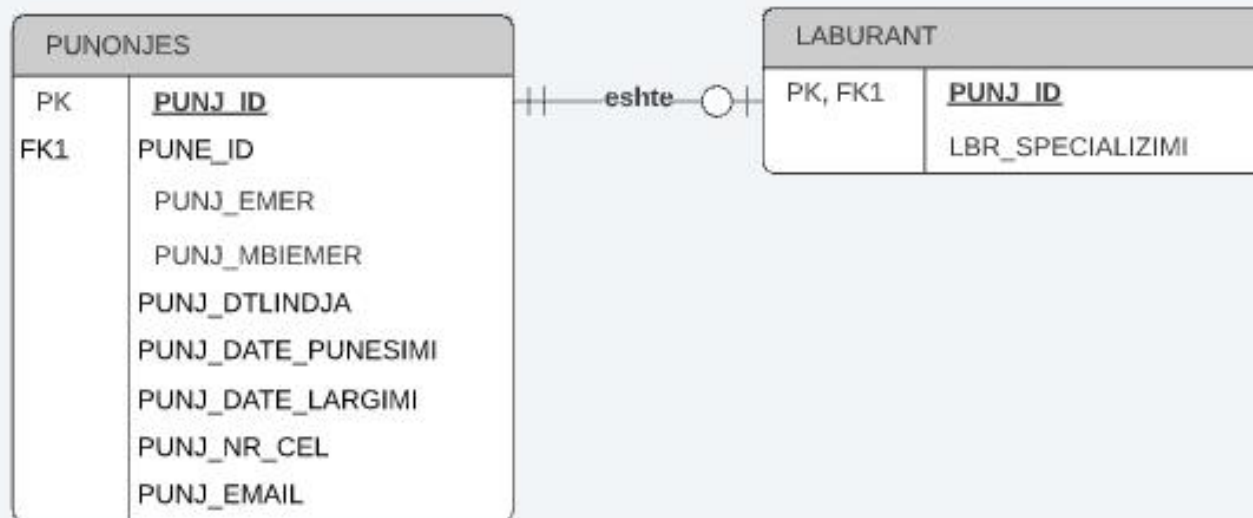 PUNONJES
PK PUNJ_ID
FK1 PUNE_ID
PUNJ_EMER
PUNJ_MBIEMER
PUNJ_DTLINDJA
PUNJ_DATE_PUNESIMI
PUNJ_DATE_LARGIMI
PUNJ_NR_CEL
PUNJ_EMAIL
eshte
LABURANT
PK, FK1 PUNJ_ID
LBR_SPECIALIZIMI